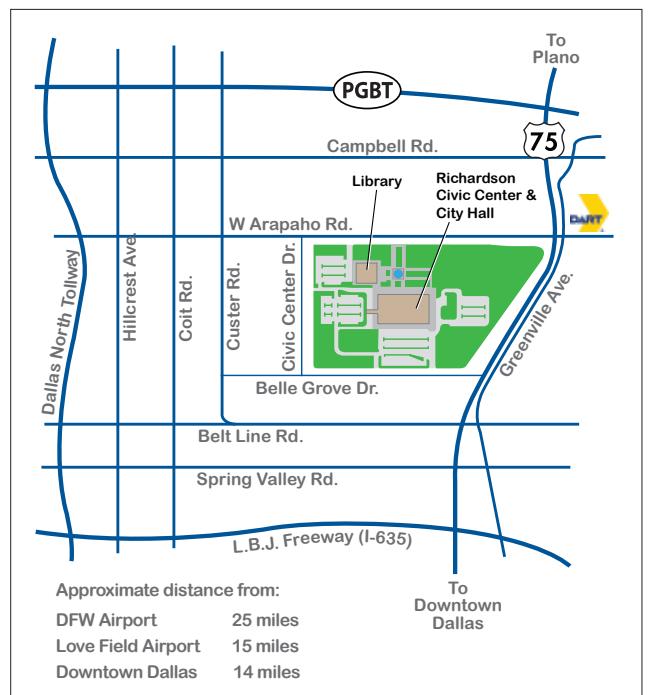 To
Plano
PGBT
75
Campbell Rd.
Library
Richardson
Civic Center &
City Hall
DART
W Arapaho Rd.
Dallas North Tollway
Hillcrest Ave.
Coit Rd.
Custer Rd.
Civic Center Dr.
Greenville Ave.
Belle Grove Dr.
Belt Line Rd.
Spring Valley Rd.
L.B.J. Freeway (I-635)
To
Downtown
Dallas
Approximate distance from:
DFW Airport 25 miles
Love Field Airport 15 miles
Downtown Dallas 14 miles